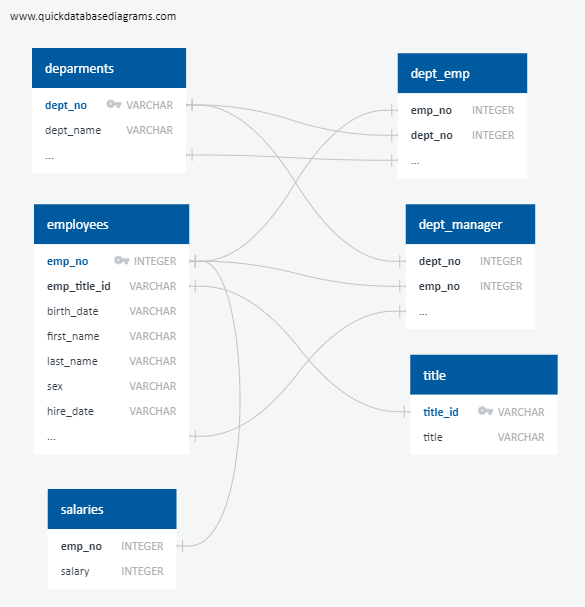 www.quickdatabasediagrams.com
deparments
dept_no VARCHAR
dept_name VARCHAR
...
dept_emp
emp_no INTEGER
dept_no INTEGER
...
employees
emp_no INTEGER
emp_title_id VARCHAR
birth_date VARCHAR
first_name VARCHAR
last_name VARCHAR
sex VARCHAR
hire_date VARCHAR
...
dept_manager
dept_no INTEGER
emp_no INTEGER
...
title
title_id VARCHAR
title VARCHAR
salaries
emp_no INTEGER
salary INTEGER